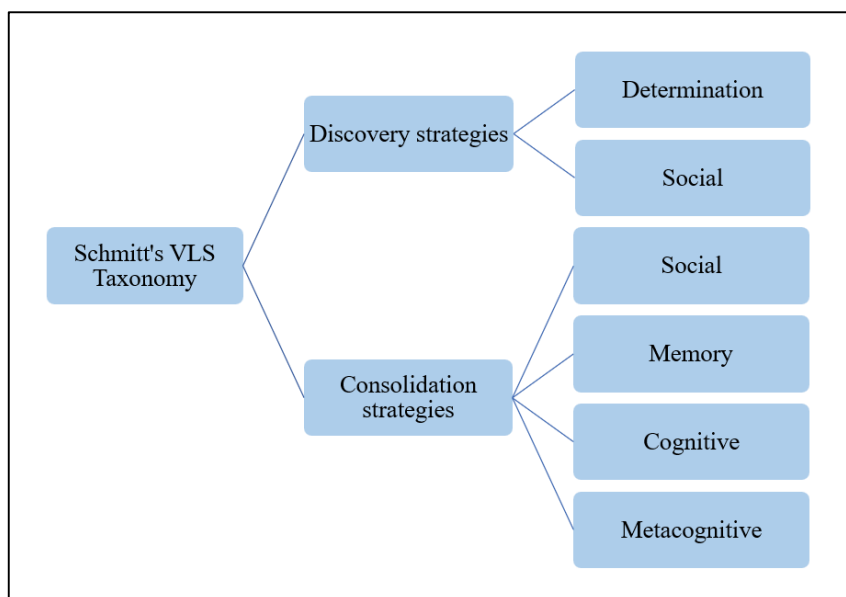 Schmitt's VLS
Taxonomy
Discovery strategies
Determination
Social
Consolidation
strategies
Social
Memory
Cognitive
Metacognitive